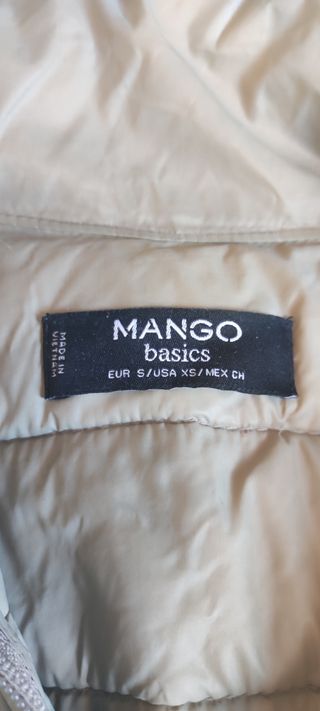 MANGO
basics
EUR S/USA XS/MEX CH
MADE IN
VIETNAM